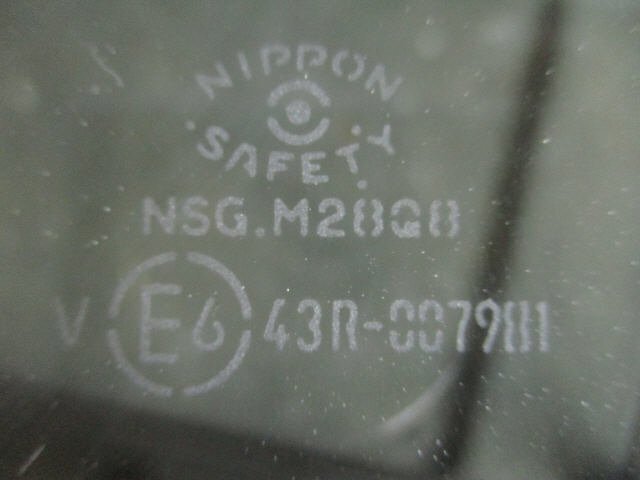 NIPPON
SAFETY
NSG.M28Q8
V E6 43R-007981